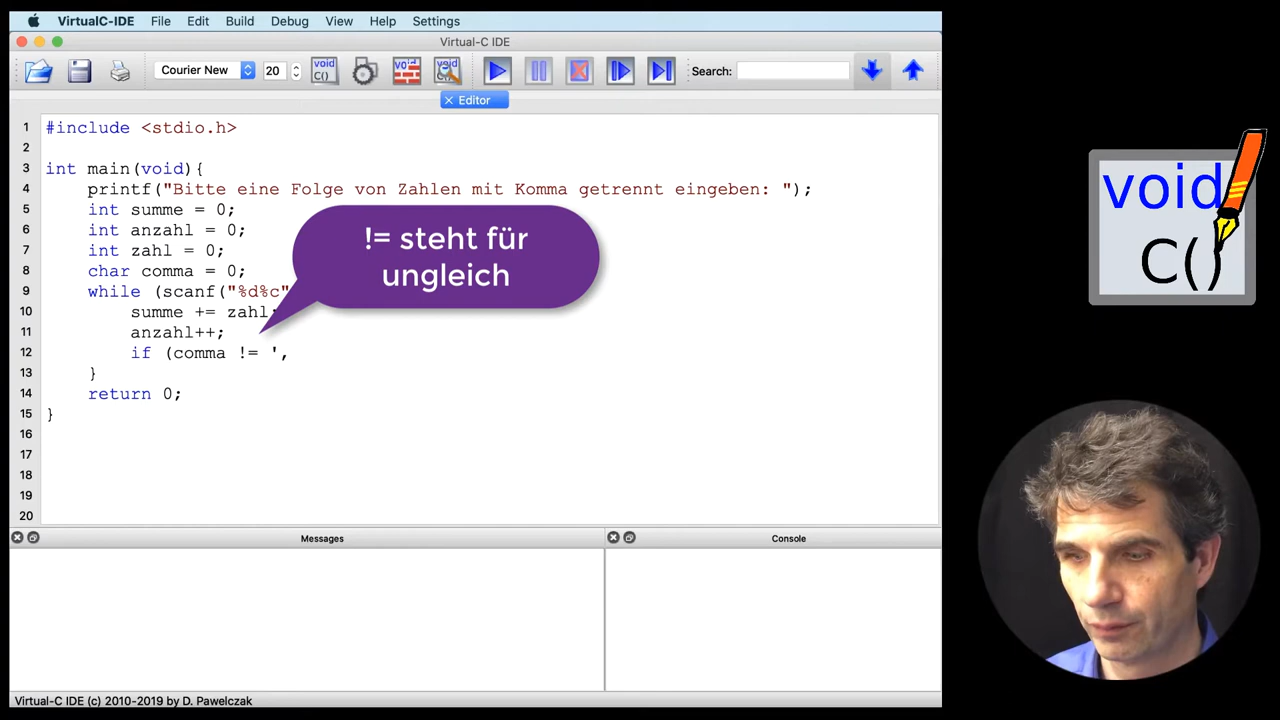 VirtualC-IDE File Edit Build Debug View Help Settings
Virtual-C IDE
Courier New 20 void C() Search:
Editor
1 #include <stdio.h>
2
3 int main(void){
4 printf("Bitte eine Folge von Zahlen mit Komma getrennt eingeben: ");
5 int summe = 0;
6 int anzahl = 0;
7 int zahl = 0;
8 char comma = 0;
9 while (scanf("%d%c"
10 summe += zahl;
11 anzahl++;
12 if (comma != ',
13 }
14 return 0;
15 }
16
17
18
19
20
!= steht für
ungleich
Messages Console
Virtual-C IDE (c) 2010-2019 by D. Pawelczak
void
C()